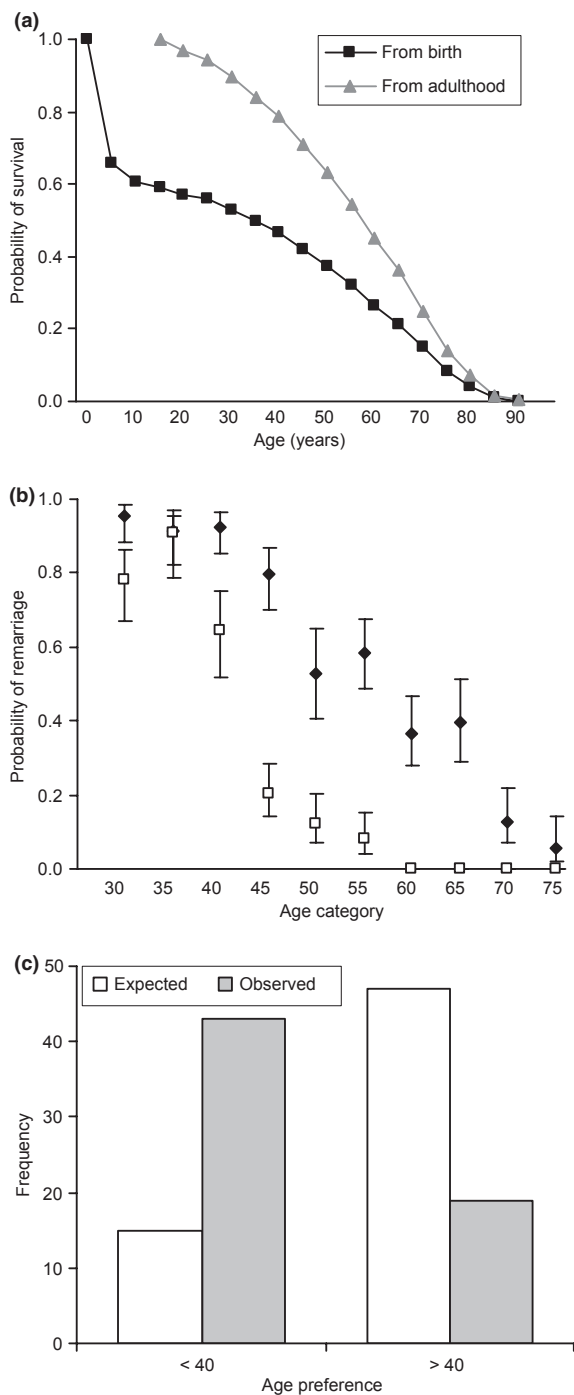 (a)
From birth
From adulthood
Probability of survival
1.0
0.8
0.6
0.4
0.2
0.0
0 10 20 30 40 50 60 70 80 90
Age (years)
(b)
Probability of remarriage
1.0
0.8
0.6
0.4
0.2
0.0
30 35 40 45 50 55 60 65 70 75
Age category
(c)
Expected Observed
Frequency
50
40
30
20
10
0
< 40 > 40
Age preference